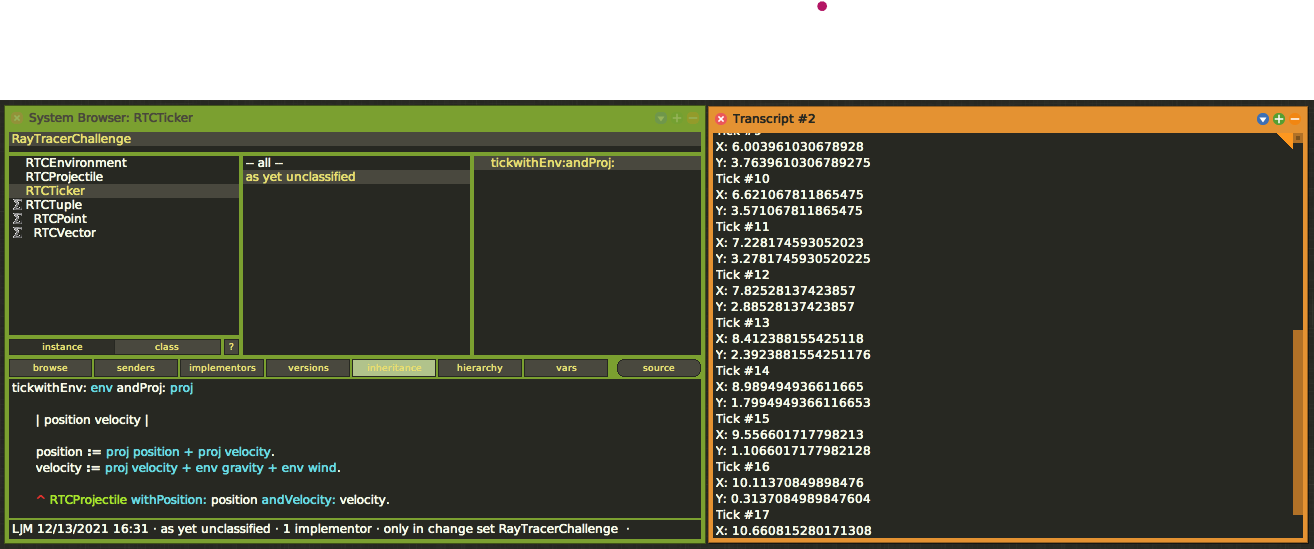 System Browser: RTCTicker
RayTracerChallenge
RTCEnvironment
RTCProjectile
RTCTicker
∑ RTCTuple
∑ RTCPoint
∑ RTCVector
-- all --
as yet unclassified
tickwithEnv:andProj:
instance class ?
browse senders implementors versions inheritance hierarchy vars source
tickwithEnv: env andProj: proj
| position velocity |
position := proj position + proj velocity.
velocity := proj velocity + env gravity + env wind.
^ RTCProjectile withPosition: position andVelocity: velocity.
LJM 12/13/2021 16:31 · as yet unclassified · 1 implementor · only in change set RayTracerChallenge ·
Transcript #2
Tick #9
X: 6.003961030678928
Y: 3.7639610306789275
Tick #10
X: 6.621067811865475
Y: 3.571067811865475
Tick #11
X: 7.228174593052023
Y: 3.2781745930520225
Tick #12
X: 7.82528137423857
Y: 2.88528137423857
Tick #13
X: 8.412388155425118
Y: 2.3923881554251176
Tick #14
X: 8.989494936611665
Y: 1.7994949366116653
Tick #15
X: 9.556601717798213
Y: 1.1066017177982128
Tick #16
X: 10.11370849898476
Y: 0.3137084989847604
Tick #17
X: 10.660815280171308